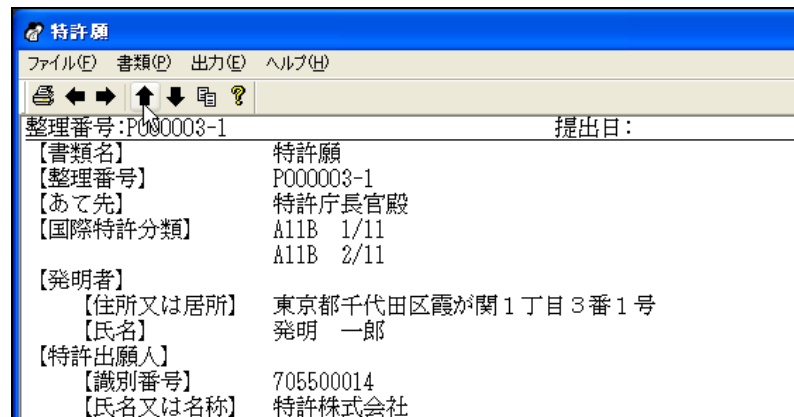 特許願
ファイル(F) 書類(P) 出力(E) ヘルプ(H)
整理番号:P000003-1 提出日:
【書類名】 特許願
【整理番号】 P000003-1
【あて先】 特許庁長官殿
【国際特許分類】 A11B 1/11
A11B 2/11
【発明者】
【住所又は居所】 東京都千代田区霞が関1丁目3番1号
【氏名】 発明 一郎
【特許出願人】
【識別番号】 705500014
【氏名又は名称】 特許株式会社